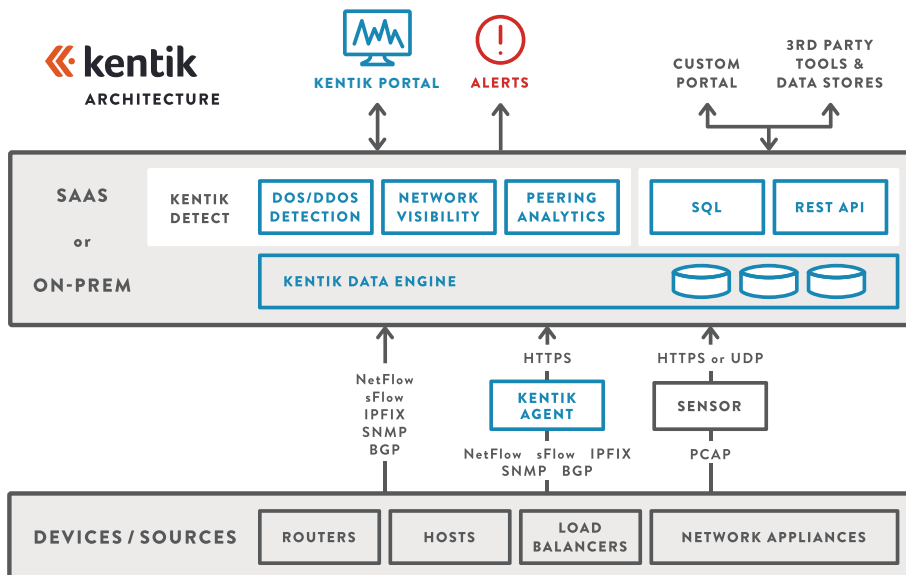 kentik
ARCHITECTURE
KENTIK PORTAL
ALERTS
CUSTOM
PORTAL
3RD PARTY
TOOLS &
DATA STORES
SAAS
or
ON-PREM
KENTIK
DETECT
DOS/DDOS
DETECTION
NETWORK
VISIBILITY
PEERING
ANALYTICS
SQL
REST API
KENTIK DATA ENGINE
NetFlow
sFlow
IPFIX
SNMP
BGP
HTTPS
KENTIK
AGENT
NetFlow sFlow IPFIX
SNMP BGP
HTTPS or UDP
SENSOR
PCAP
DEVICES / SOURCES
ROUTERS
HOSTS
LOAD
BALANCERS
NETWORK APPLIANCES